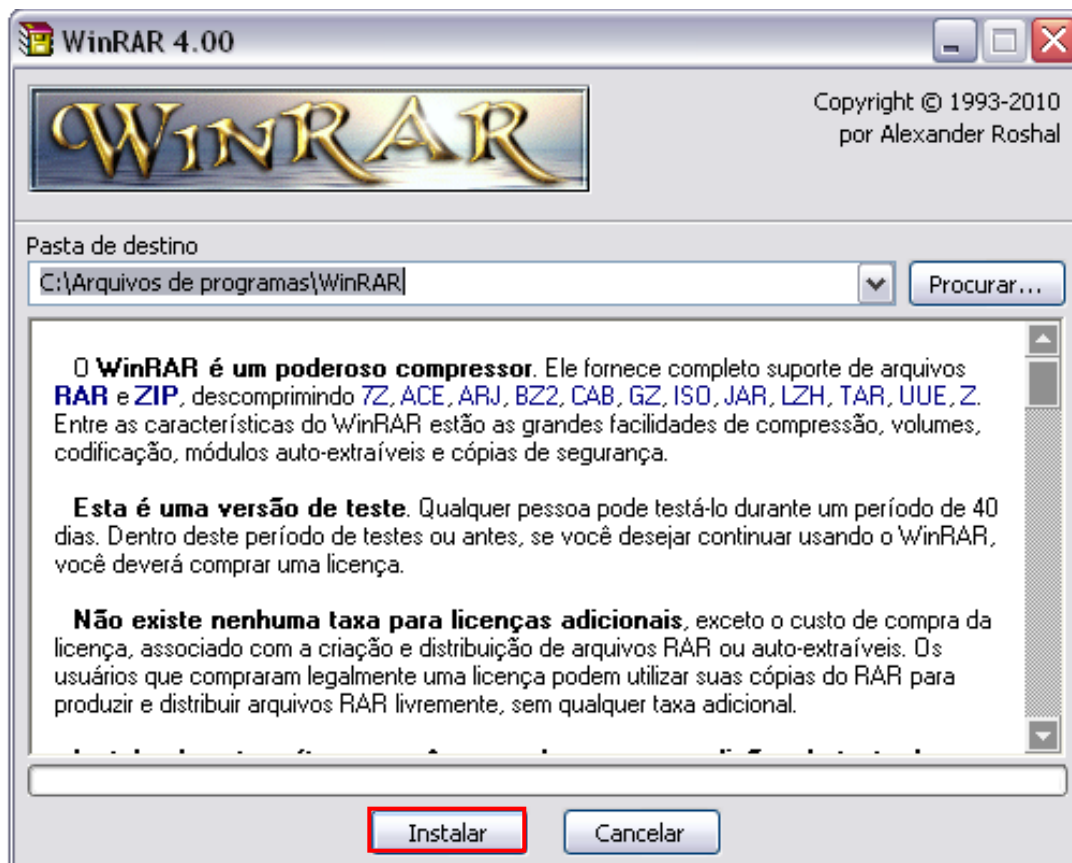 WinRAR 4.00
WINRAR
Copyright © 1993-2010
por Alexander Roshal
Pasta de destino
C:\Arquivos de programas\WinRAR
Procurar...
O WinRAR é um poderoso compressor. Ele fornece completo suporte de arquivos
RAR e ZIP, descomprimindo 7Z, ACE, ARJ, BZ2, CAB, GZ, ISO, JAR, LZH, TAR, UUE, Z.
Entre as características do WinRAR estão as grandes facilidades de compressão, volumes,
codificação, módulos auto-extraíveis e cópias de segurança.
Esta é uma versão de teste. Qualquer pessoa pode testá-lo durante um período de 40
dias. Dentro deste período de testes ou antes, se você desejar continuar usando o WinRAR,
você deverá comprar uma licença.
Não existe nenhuma taxa para licenças adicionais, exceto o custo de compra da
licença, associado com a criação e distribuição de arquivos RAR ou auto-extraíveis. Os
usuários que compraram legalmente uma licença podem utilizar suas cópias do RAR para
produzir e distribuir arquivos RAR livremente, sem qualquer taxa adicional.
Instalar
Cancelar